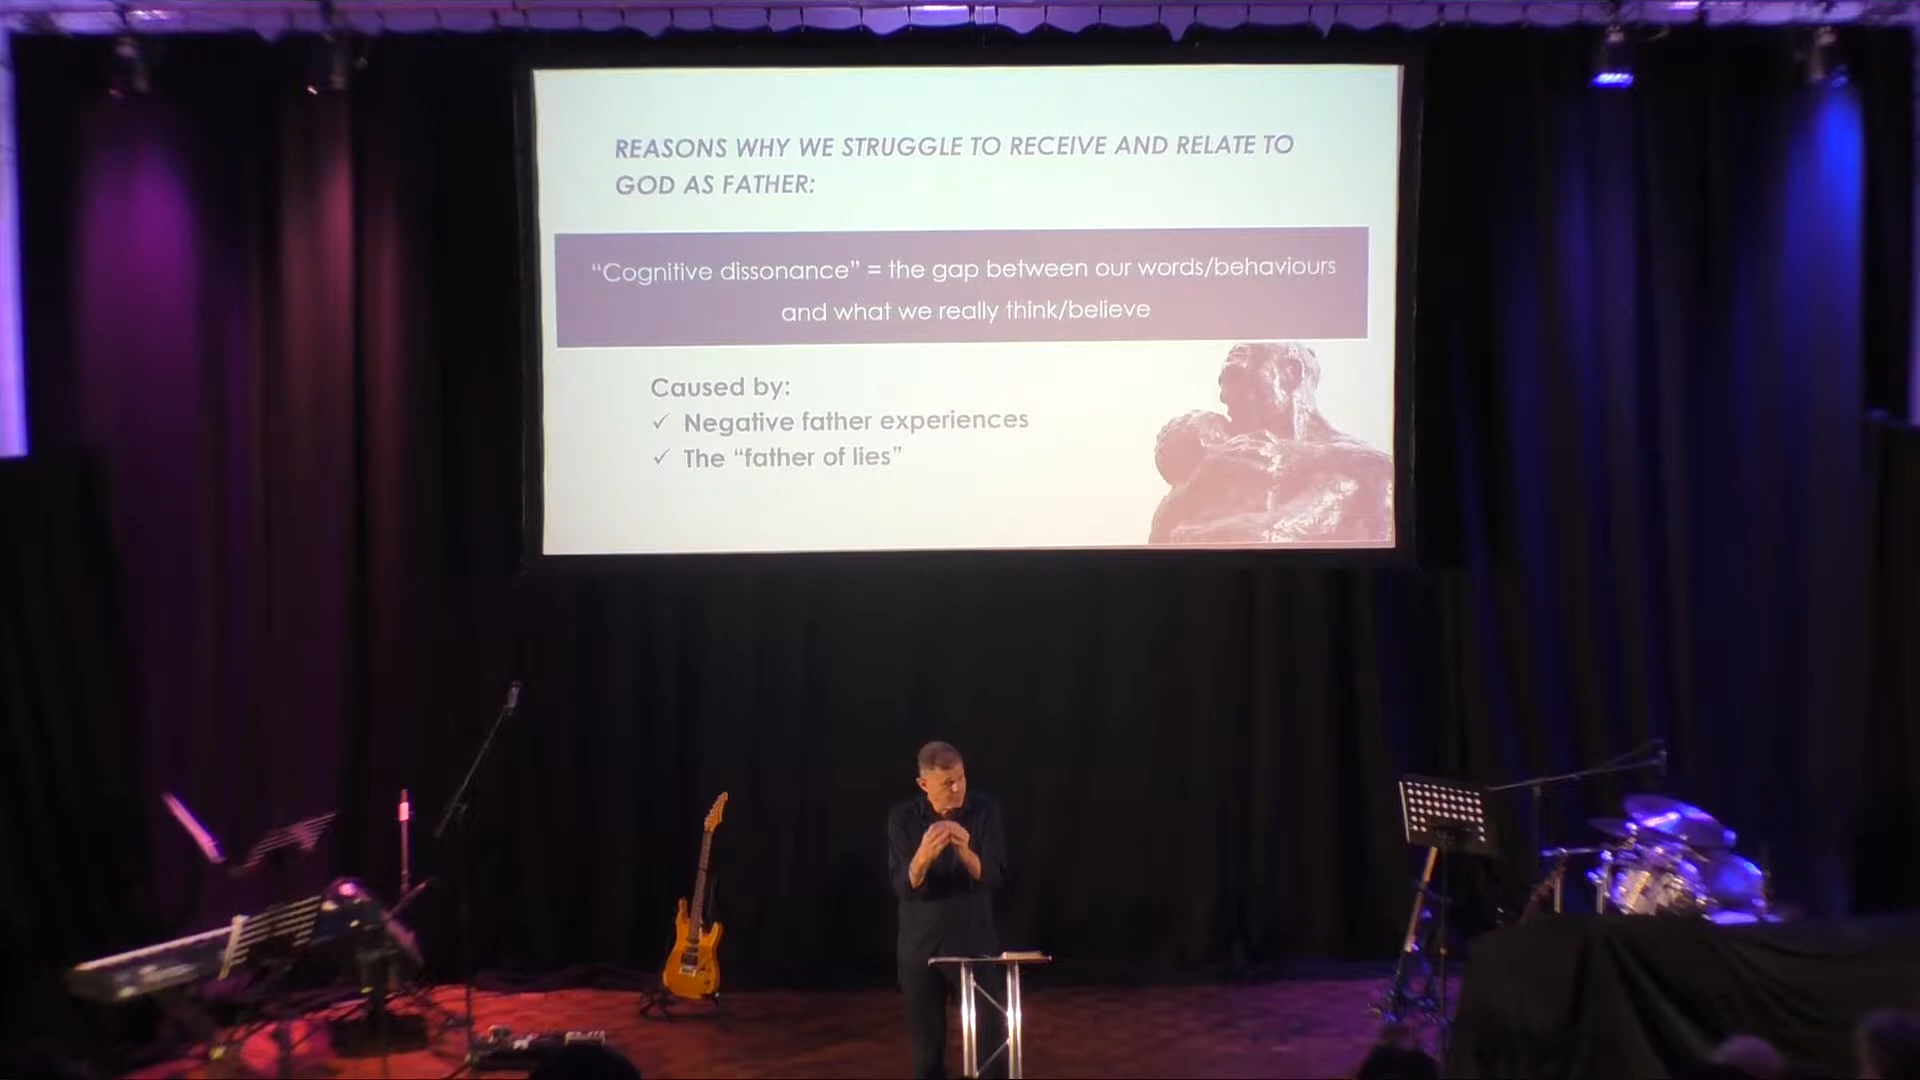 REASONS WHY WE STRUGGLE TO RECEIVE AND RELATE TO
GOD AS FATHER:
“Cognitive dissonance” = the gap between our words/behaviours
and what we really think/believe
Caused by:
✓ Negative father experiences
✓ The “father of lies”